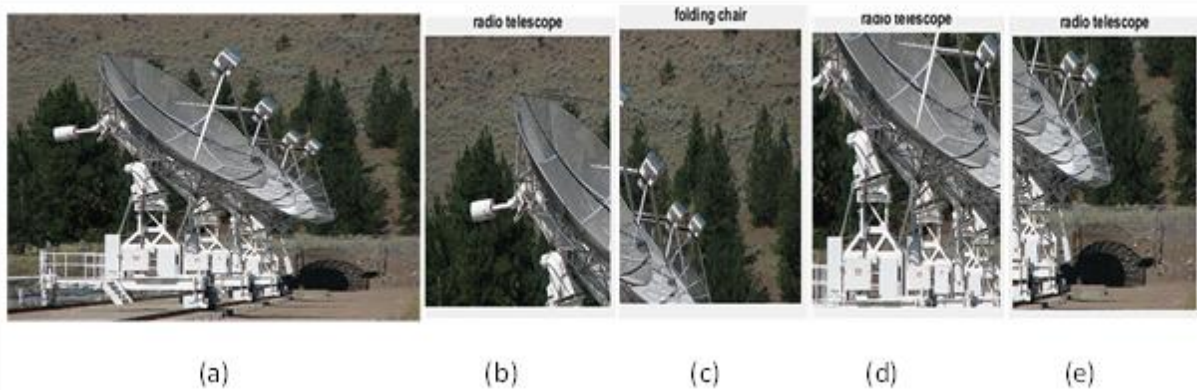 radio telescope
folding chair
radio telescope
radio telescope
(a)
(b)
(c)
(d)
(e)